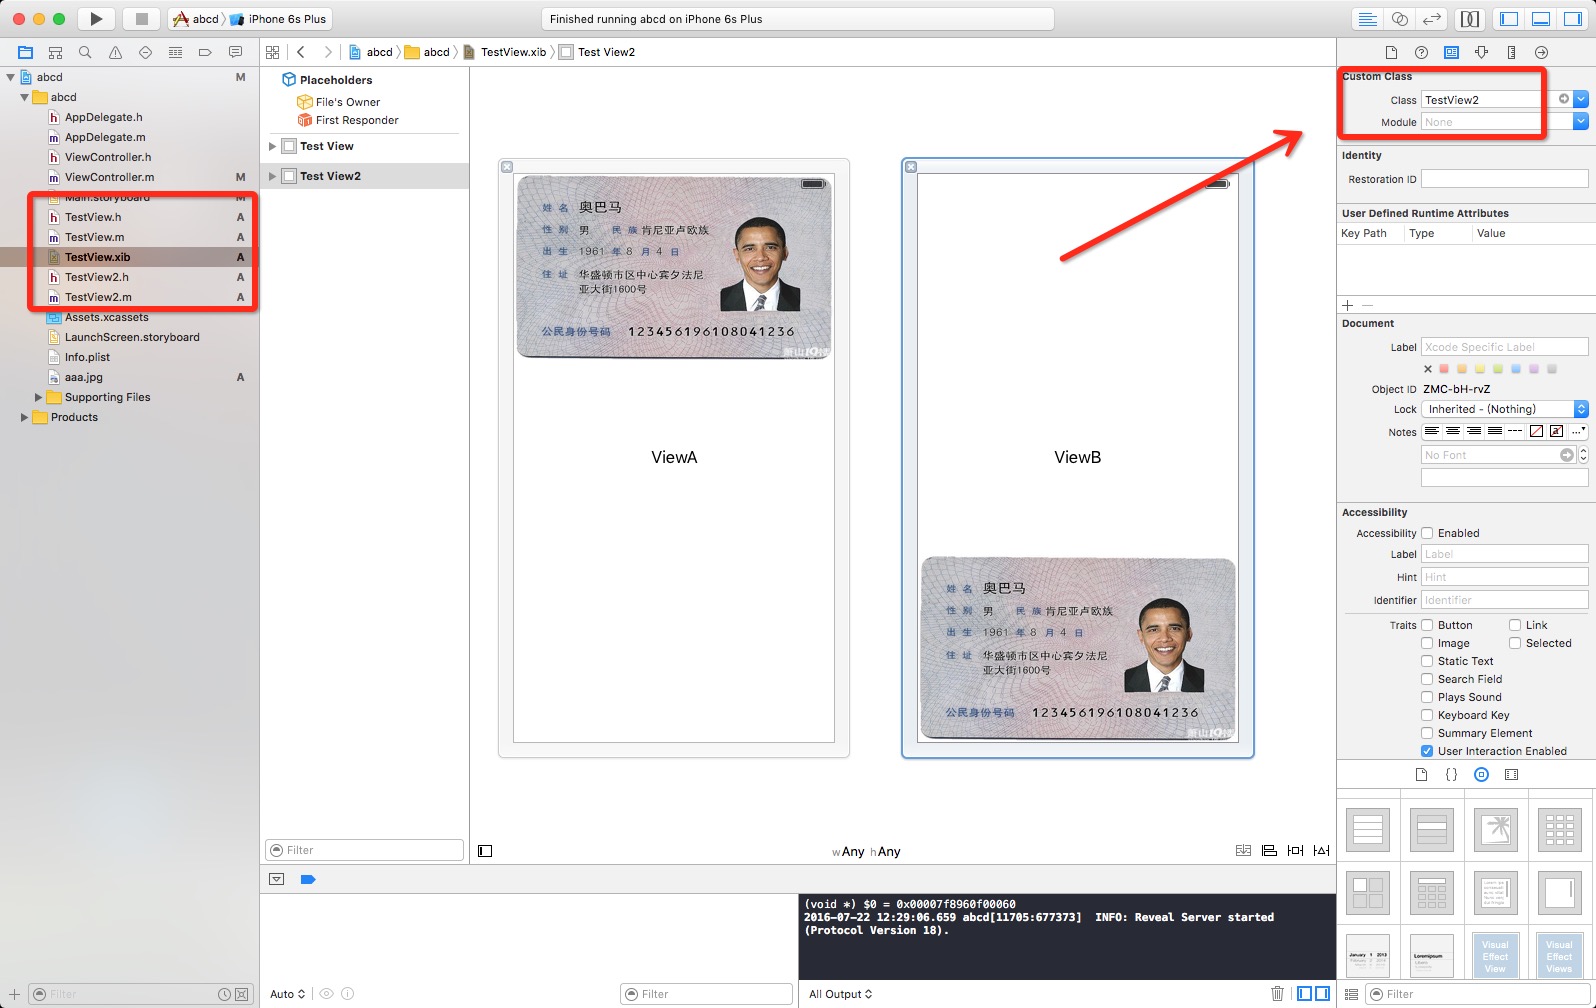 abcd
iPhone 6s Plus
Finished running abcd on iPhone 6s Plus
abcd
abcd
TestView.xib
Test View2
abcd M
abcd
AppDelegate.h
AppDelegate.m
ViewController.h
ViewController.m M
Main.storyboard M
TestView.h A
TestView.m A
TestView.xib A
TestView2.h A
TestView2.m A
Assets.xcassets
LaunchScreen.storyboard
Info.plist
aaa.jpg A
Supporting Files
Products
Filter
Placeholders
File's Owner
First Responder
Test View
Test View2
Filter
姓 名 奥巴马
性 别 男 民 族 肯尼亚卢欧族
出 生 1961 年 8 月 4 日
住 址 华盛顿市区中心宾夕法尼
亚大街1600号
公民身份号码 123456196108041236
ViewA
ViewB
姓 名 奥巴马
性 别 男 民 族 肯尼亚卢欧族
出 生 1961 年 8 月 4 日
住 址 华盛顿市区中心宾夕法尼
亚大街1600号
公民身份号码 123456196108041236
wAny hAny
Custom Class
Class TestView2
Module None
Identity
Restoration ID
User Defined Runtime Attributes
Key Path Type Value
Document
Label Xcode Specific Label
Object ID ZMC-bH-rvZ
Lock Inherited - (Nothing)
Notes
No Font
Accessibility
Accessibility Enabled
Label Label
Hint Hint
Identifier Identifier
Traits Button Link
Image Selected
Static Text
Search Field
Plays Sound
Keyboard Key
Summary Element
User Interaction Enabled
Visual
Effect
View
Visual
Effect
Views
Filter
(void *) $0 = 0x00007f8960f00060
2016-07-22 12:29:06.659 abcd[11705:677373] INFO: Reveal Server started
(Protocol Version 18).
Auto
Filter
All Output